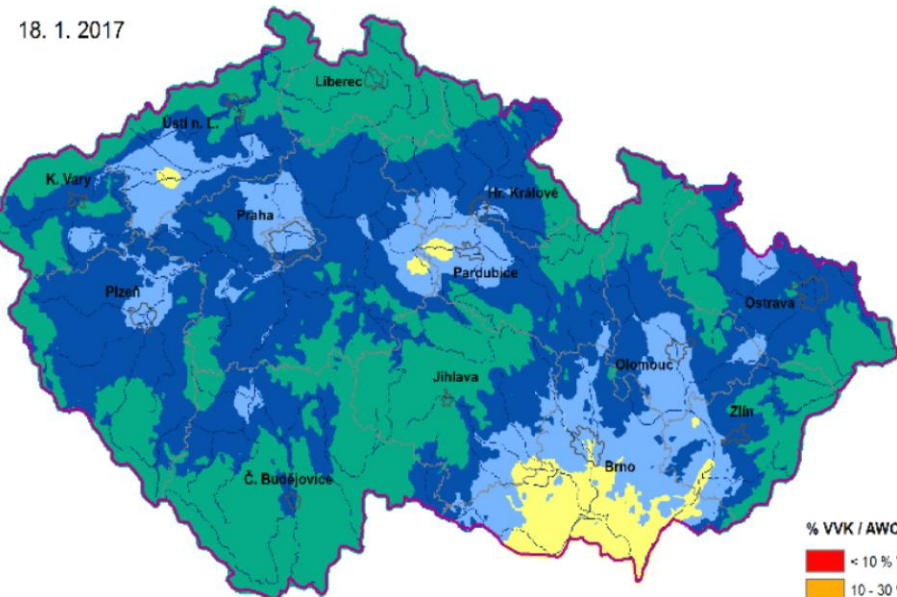 18. 1. 2017
Liberec
Ústí n. L.
K. Vary
Hr. Králové
Praha
Pardubice
Plzeň
Ostrava
Olomouc
Jihlava
Zlín
Brno
Č. Budějovice
% VVK / AWC
< 10 %
10 - 30 %